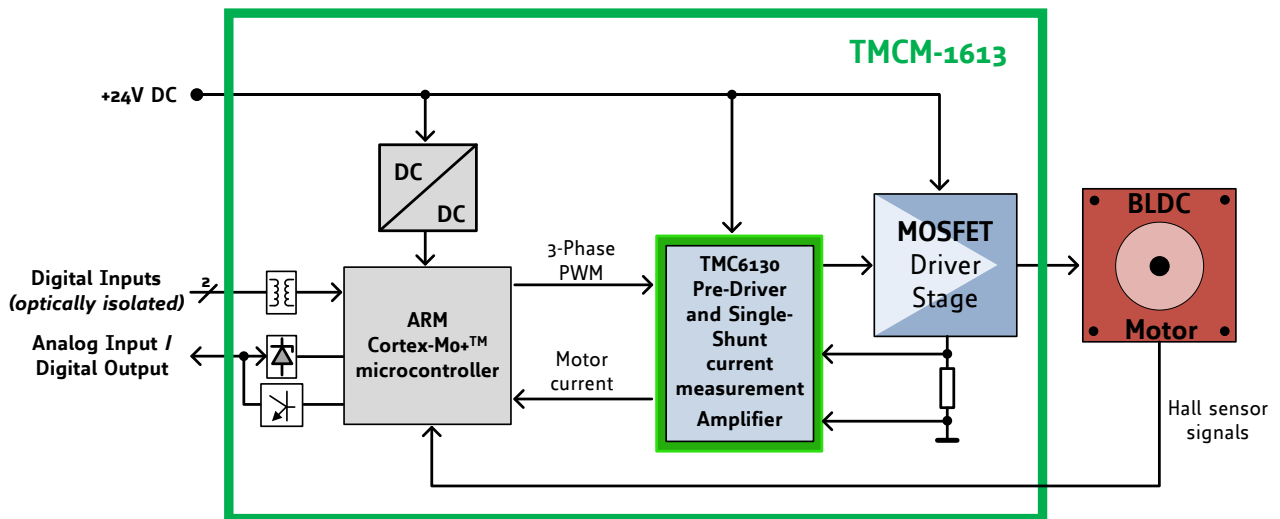 TMCM-1613
+24V DC
DC
DC
3-Phase
PWM
Digital Inputs
(optically isolated)
2
Analog Input /
Digital Output
ARM
Cortex-M0+™
microcontroller
Motor
current
TMC6130
Pre-Driver
and Single-
Shunt
current
measurement
Amplifier
MOSFET
Driver
Stage
BLDC
Motor
Hall sensor
signals